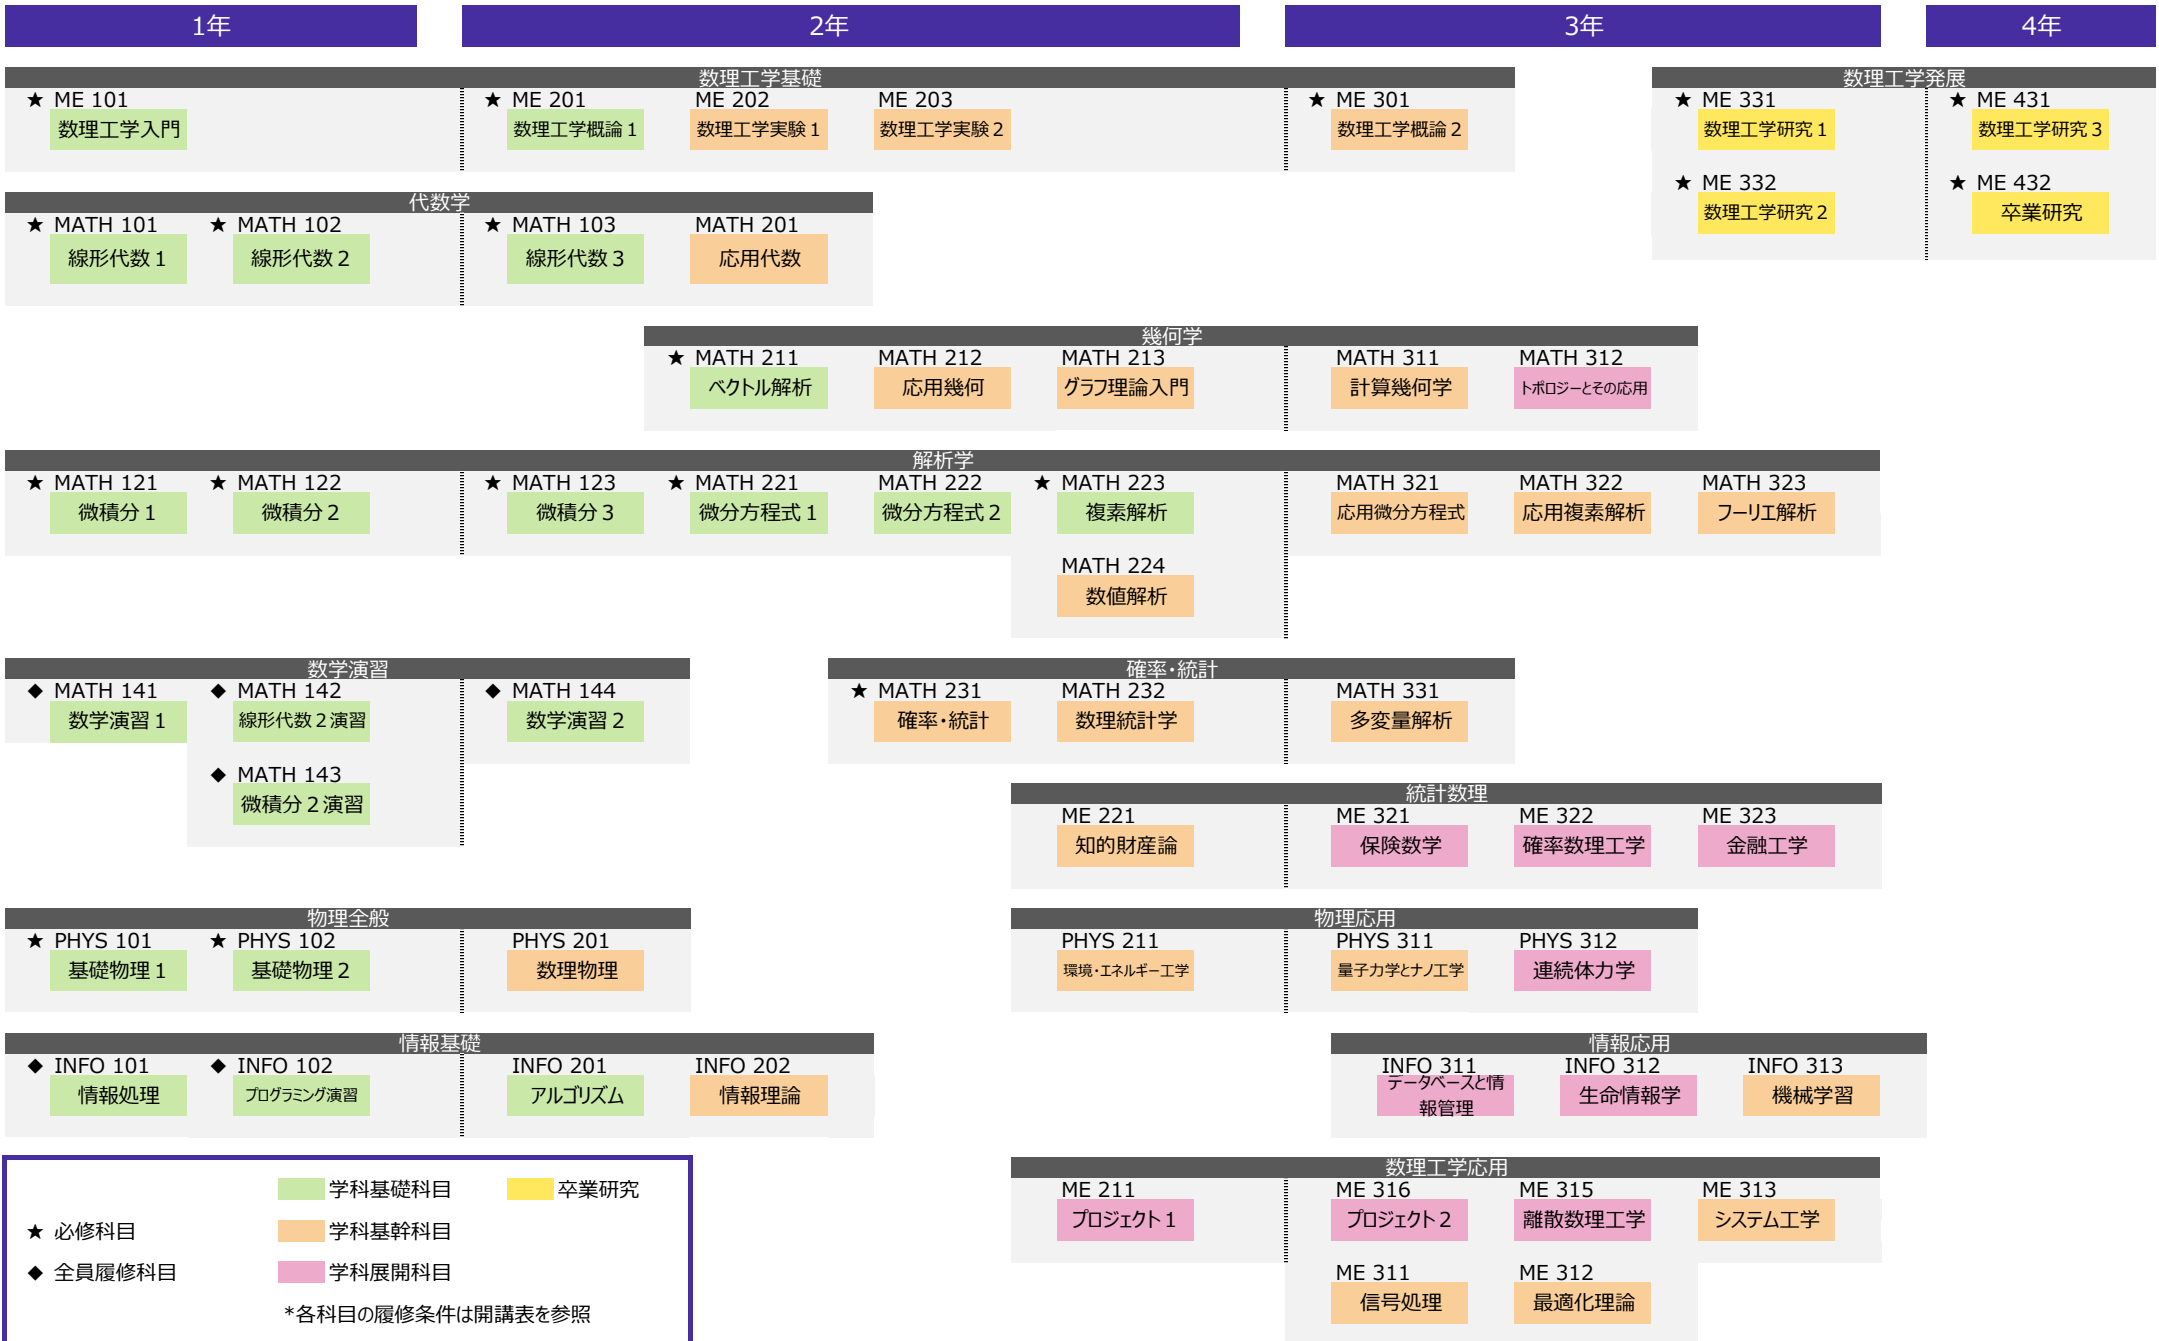 1年 2年 3年 4年
数理工学基礎 数理工学発展
★ ME 101 ★ ME 201 ME 202 ME 203 ★ ME 301 ★ ME 331 ★ ME 431
数理工学入門 数理工学概論1 数理工学実験1 数理工学実験2 数理工学概論2 数理工学研究1 数理工学研究3
★ ME 332 ★ ME 432
数理工学研究2 卒業研究
代数学
★ MATH 101 ★ MATH 102 ★ MATH 103 MATH 201
線形代数1 線形代数2 線形代数3 応用代数
幾何学
★ MATH 211 MATH 212 MATH 213 MATH 311 MATH 312
ベクトル解析 応用幾何 グラフ理論入門 計算幾何学 トポロジーとその応用
解析学
★ MATH 121 ★ MATH 122 ★ MATH 123 ★ MATH 221 MATH 222 ★ MATH 223 MATH 321 MATH 322 MATH 323
微積分1 微積分2 微積分3 微分方程式1 微分方程式2 複素解析 応用微分方程式 応用複素解析 フーリエ解析
MATH 224
数値解析
数学演習 確率・統計
◆ MATH 141 ◆ MATH 142 ◆ MATH 144 ★ MATH 231 MATH 232 MATH 331
数学演習1 線形代数2演習 数学演習2 確率・統計 数理統計学 多変量解析
◆ MATH 143
微積分2演習
統計数理
ME 221 ME 321 ME 322 ME 323
知的財産論 保険数学 確率数理工学 金融工学
物理全般 物理応用
★ PHYS 101 ★ PHYS 102 PHYS 201 PHYS 211 PHYS 311 PHYS 312
基礎物理1 基礎物理2 数理物理 環境・エネルギー工学 量子力学とナノ工学 連続体力学
情報基礎 情報応用
◆ INFO 101 ◆ INFO 102 INFO 201 INFO 202 INFO 311 INFO 312 INFO 313
情報処理 プログラミング演習 アルゴリズム 情報理論 データベースと情 生命情報学 機械学習
報管理
数理工学応用
ME 211 ME 316 ME 315 ME 313
プロジェクト1 プロジェクト2 離散数理工学 システム工学
ME 311 ME 312
信号処理 最適化理論
学科基礎科目 卒業研究
★ 必修科目 学科基幹科目
◆ 全員履修科目 学科展開科目
*各科目の履修条件は開講表を参照